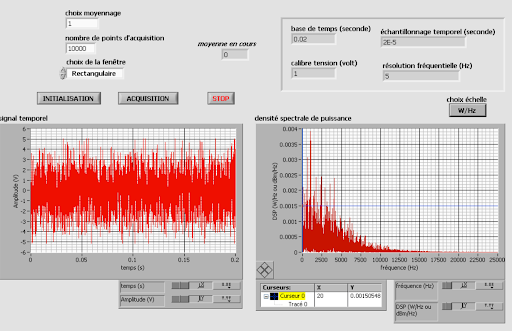 choix moyennage
1
nombre de points d'acquisition
10000
choix de la fenêtre
Rectangulaire
moyenne en cours
0
base de temps (seconde)
0.02
échantillonnage temporel (seconde)
2E-5
calibre tension (volt)
1
résolution fréquentielle (Hz)
5
INITIALISATION
ACQUISITION
STOP
choix échelle
W/Hz
signal temporel
Amplitude (V)
6
5
4
3
2
1
0
-1
-2
-3
-4
-5
-6
0
0.05
0.1
0.15
0.2
temps (s)
densité spectrale de puissance
DSP (W/Hz ou dBm/Hz)
0.004
0.0035
0.003
0.0025
0.002
0.0015
0.001
0.0005
0
0
2500
5000
7500
10000
12500
15000
17500
20000
22500
25000
fréquence (Hz)
temps (s)
Amplitude (V)
Curseurs:
X
Y
Curseur 0
20
0.00150548
Tracé 0
fréquence (Hz)
DSP (W/Hz ou dBm/Hz)